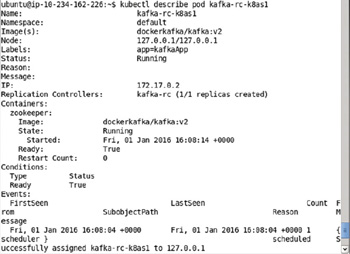 ubuntu@ip-10-234-162-226:~$ kubectl describe pod kafka-rc-k8as1
Name: kafka-rc-k8as1
Namespace: default
Image(s): dockerkafka/kafka:v2
Node: 127.0.0.1/127.0.0.1
Labels: app=kafkaApp
Status: Running
Reason:
Message:
IP: 172.17.0.2
Replication Controllers: kafka-rc (1/1 replicas created)
Containers:
zookeeper:
Image: dockerkafka/kafka:v2
State: Running
Started: Fri, 01 Jan 2016 16:08:14 +0000
Ready: True
Restart Count: 0
Conditions:
Type Status
Ready True
Events:
FirstSeen LastSeen Count F
rom SubobjectPath Reason M
essage
Fri, 01 Jan 2016 16:08:04 +0000 Fri, 01 Jan 2016 16:08:04 +0000 1 {
scheduler } scheduled S
uccessfully assigned kafka-rc-k8as1 to 127.0.0.1